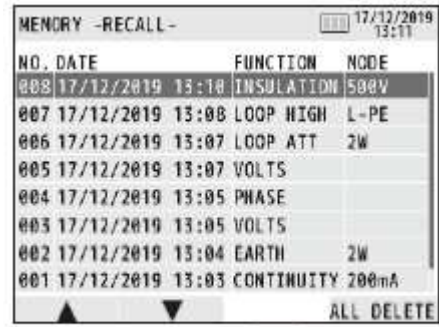 MEMORY -RECALL- 17/12/2019
13:11
NO. DATE FUNCTION MODE
008 17/12/2019 13:10 INSULATION 500V
007 17/12/2019 13:08 LOOP HIGH L-PE
006 17/12/2019 13:07 LOOP ATT 2W
005 17/12/2019 13:07 VOLTS
004 17/12/2019 13:05 PHASE
003 17/12/2019 13:05 VOLTS
002 17/12/2019 13:04 EARTH 2W
001 17/12/2019 13:03 CONTINUITY 200mA
▲ ▼ ALL DELETE